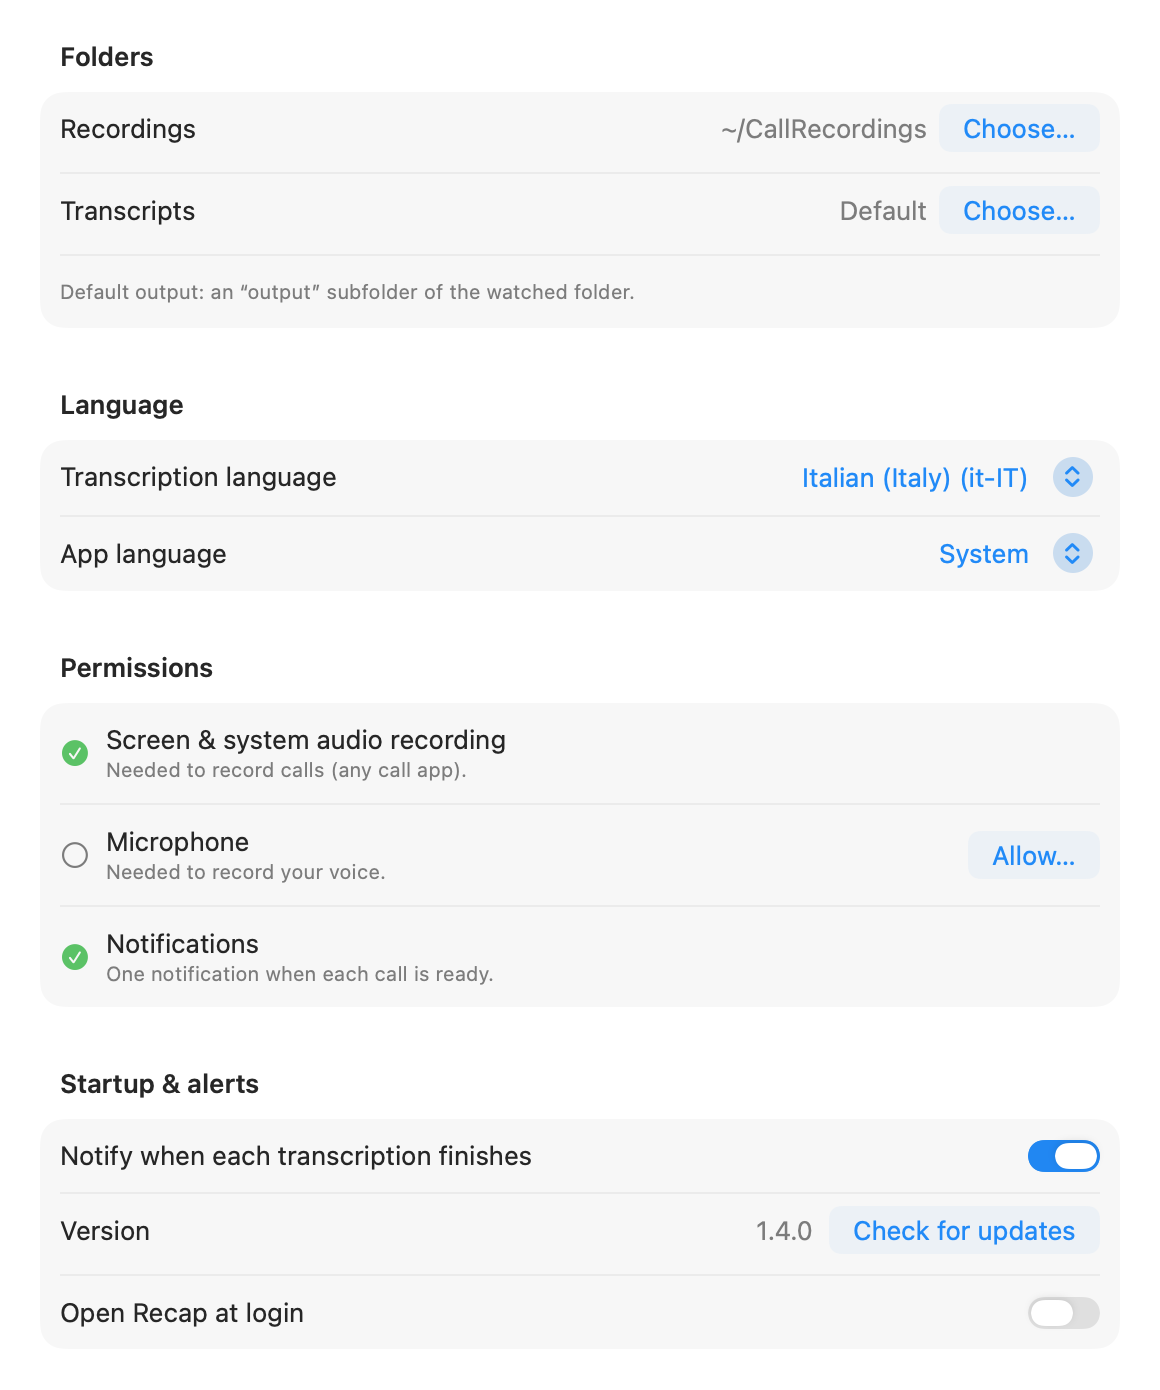 Folders
Recordings ~/CallRecordings Choose...
Transcripts Default Choose...
Default output: an “output” subfolder of the watched folder.
Language
Transcription language Italian (Italy) (it-IT)
App language System
Permissions
Screen & system audio recording
Needed to record calls (any call app).
Microphone
Needed to record your voice.
Allow...
Notifications
One notification when each call is ready.
Startup & alerts
Notify when each transcription finishes
Version 1.4.0 Check for updates
Open Recap at login